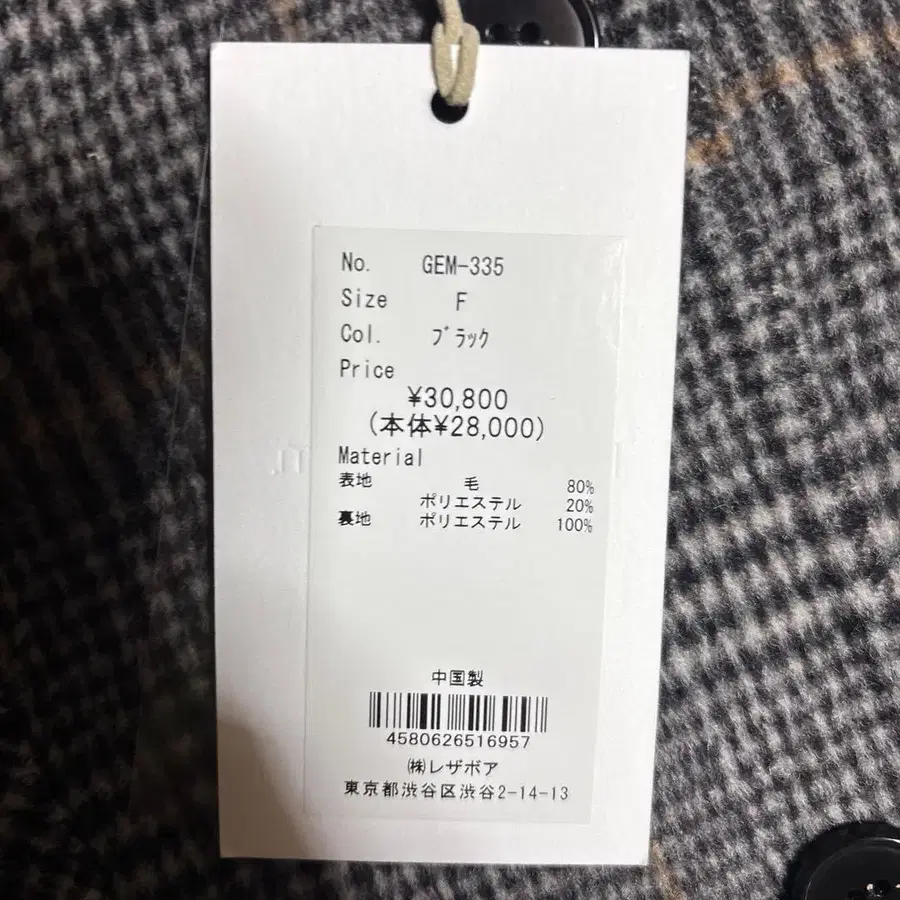 No. GEM-335
Size F
Col. ブラック
Price
¥30,800
(本体¥28,000)
Material
表地 毛 80%
ポリエステル 20%
裏地 ポリエステル 100%
中国製
4580626516957
㈱レザボア
東京都渋谷区渋谷2-14-13